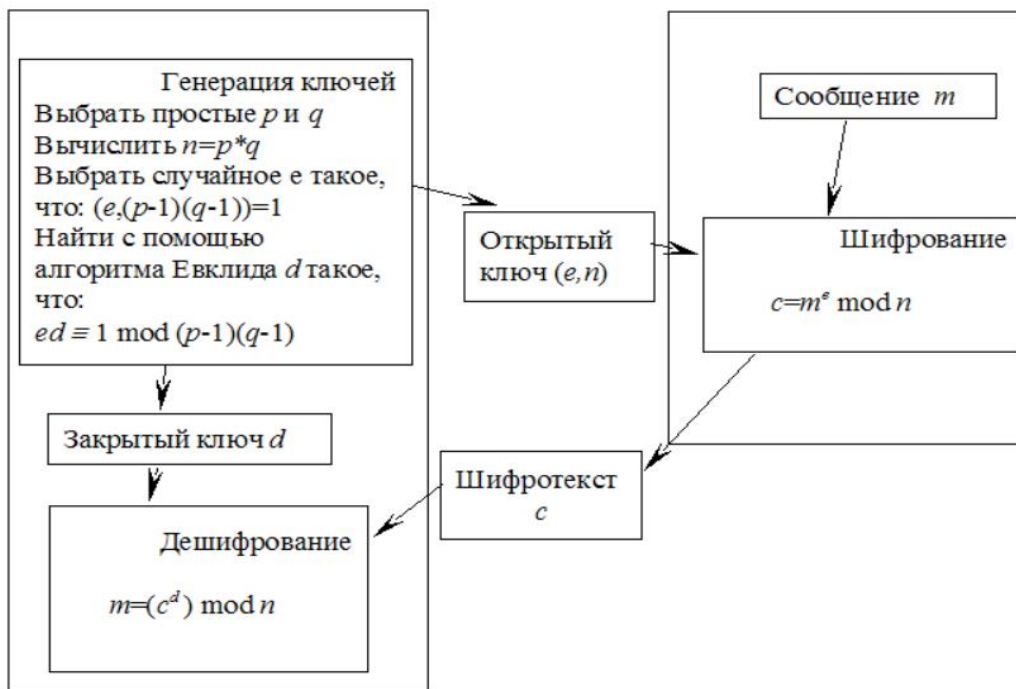 Генерация ключей
Выбрать простые p и q
Вычислить n=p*q
Выбрать случайное e такое,
что: (e,(p-1)(q-1))=1
Найти с помощью
алгоритма Евклида d такое,
что:
ed ≡ 1 mod (p-1)(q-1)
Закрытый ключ d
Дешифрование
m=(c^d) mod n
Открытый
ключ (e,n)
Шифротекст
c
Сообщение m
Шифрование
c=m^e mod n